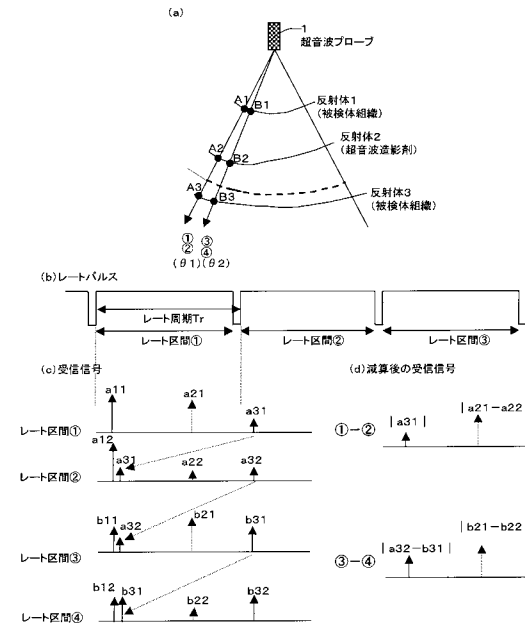 (a)
1
超音波プローブ
A1
B1
反射体1
(被検体組織)
A2
B2
反射体2
(超音波造影剤)
A3
B3
反射体3
(被検体組織)
① ③
② ④
(θ1)(θ2)
(b)レートパルス
レート周期Tr
レート区間① レート区間② レート区間③
(c)受信信号
(d)減算後の受信信号
a11 a21 a31
レート区間①
①−② |a31| |a21−a22|
a12 a31 a22 a32
レート区間②
b11 a32 b21 b31
レート区間③
③−④ |a32−b31| |b21−b22|
b12 b31 b22 b32
レート区間④